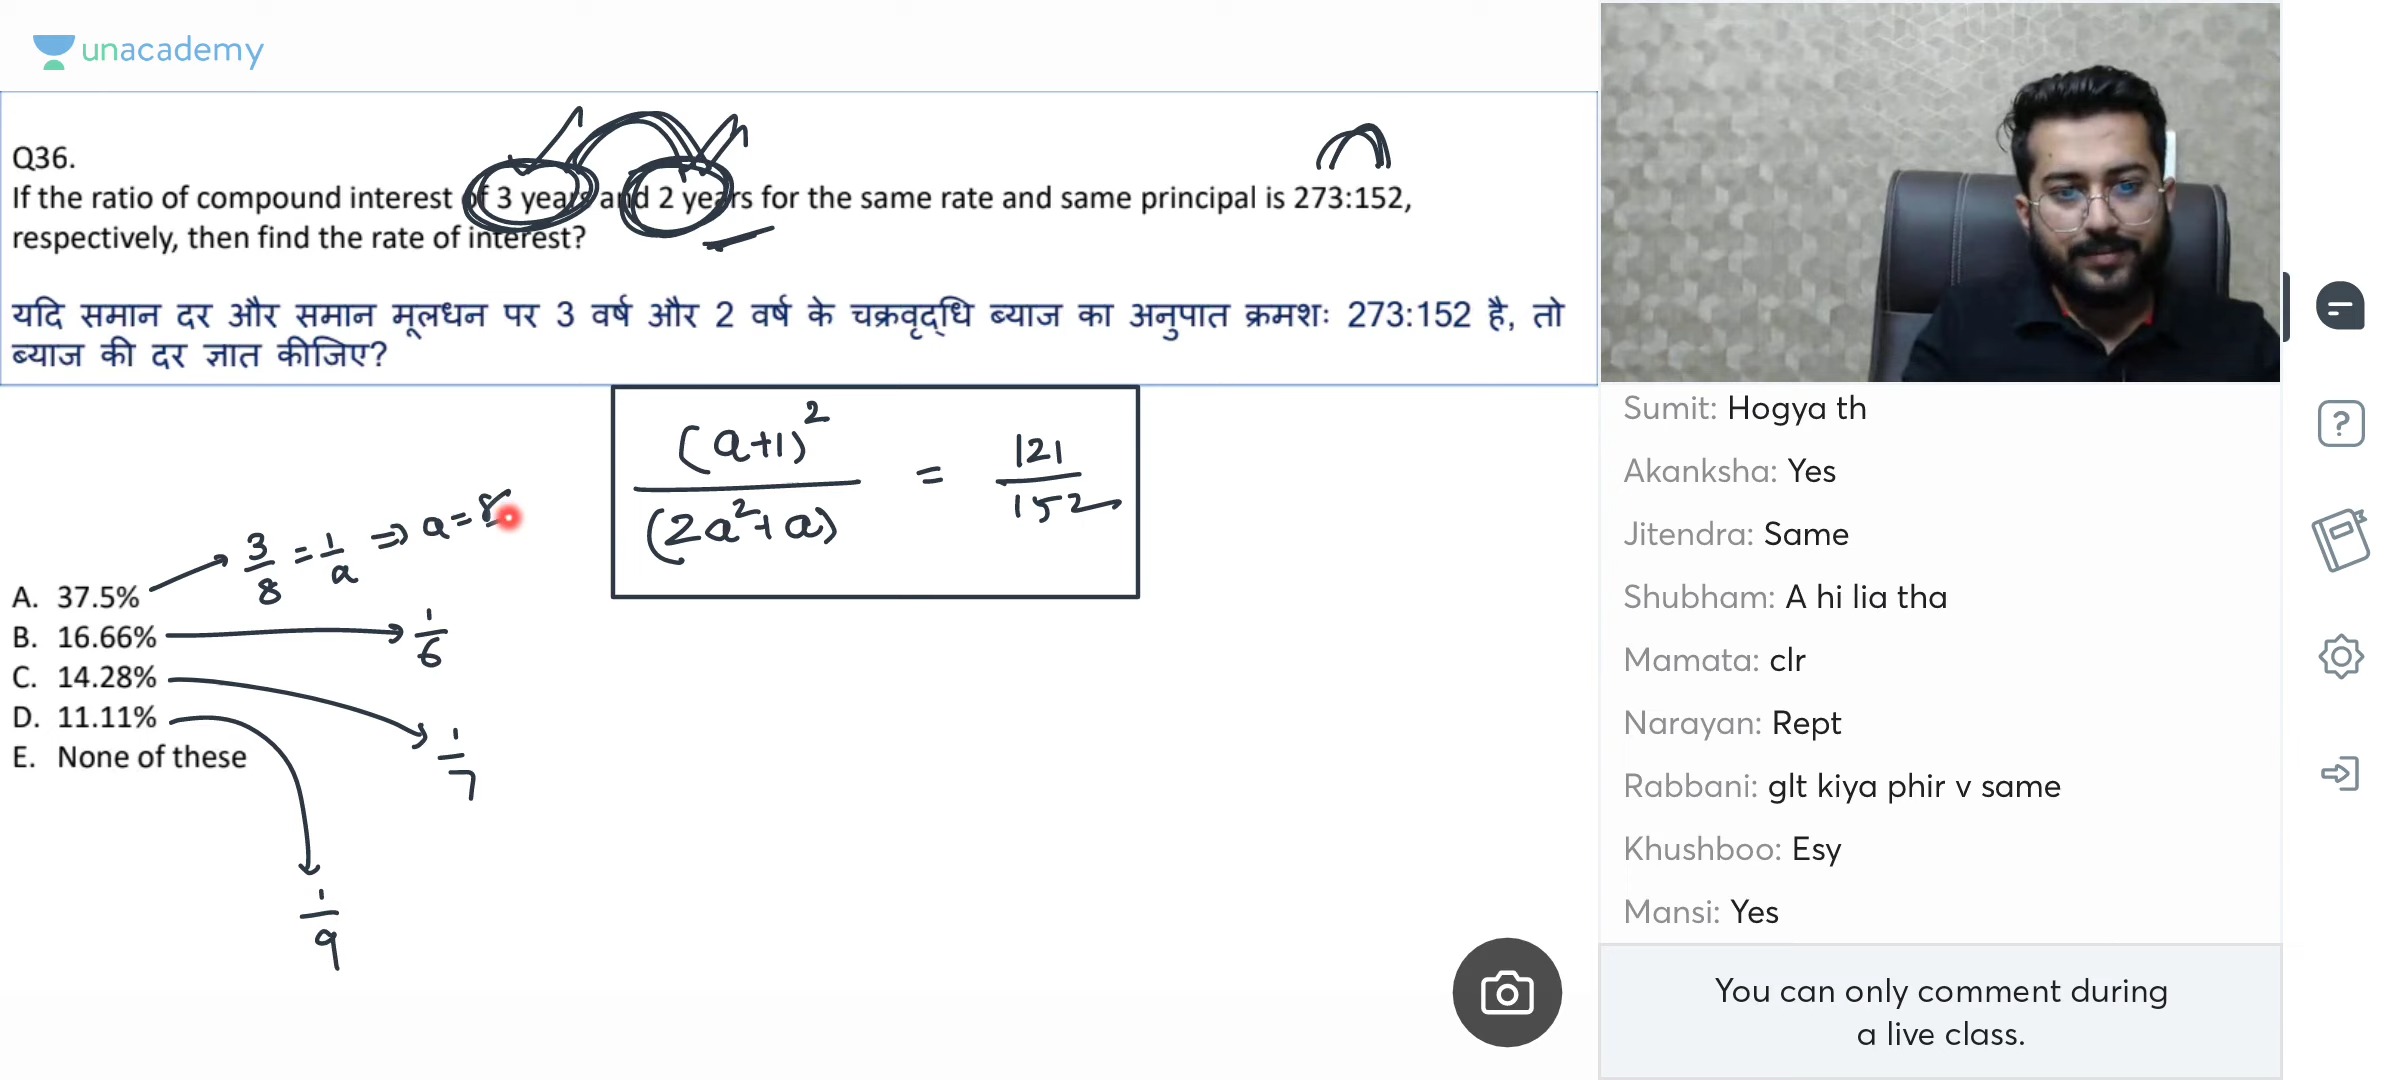 unacademy
Q36.
If the ratio of compound interest of 3 years and 2 years for the same rate and same principal is 273:152,
respectively, then find the rate of interest?
यदि समान दर और समान मूलधन पर 3 वर्ष और 2 वर्ष के चक्रवृद्धि ब्याज का अनुपात क्रमशः 273:152 है, तो
ब्याज की दर ज्ञात कीजिए?
(a+1)² / (2a²+a) = 121/152
3/8 = 1/a ⇒ a = 8
A. 37.5%
B. 16.66% → 1/6
C. 14.28% → 1/7
D. 11.11%
E. None of these
1/9
Sumit: Hogya th
Akanksha: Yes
Jitendra: Same
Shubham: A hi lia tha
Mamata: clr
Narayan: Rept
Rabbani: glt kiya phir v same
Khushboo: Esy
Mansi: Yes
You can only comment during
a live class.